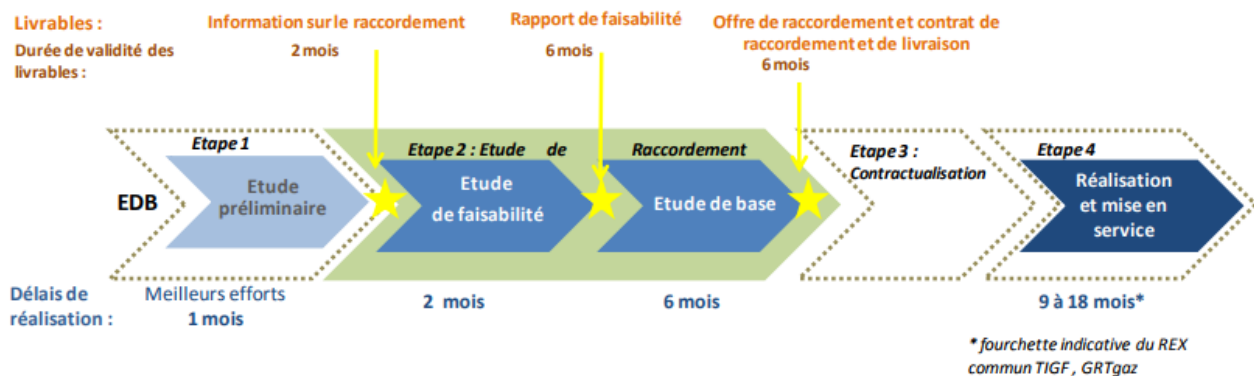 Livrables :
Durée de validité des
livrables :
Information sur le raccordement
2 mois
Rapport de faisabilité
6 mois
Offre de raccordement et contrat de
raccordement et de livraison
6 mois
EDB
Etape 1
Etude
préliminaire
Etape 2 : Etude de Raccordement
Etude
de faisabilité
Etude de base
Etape 3 :
Contractualisation
Etape 4
Réalisation
et mise en
service
Délais de
réalisation :
Meilleurs efforts
1 mois
2 mois
6 mois
9 à 18 mois*
* fourchette indicative du REX
commun TIGF , GRTgaz